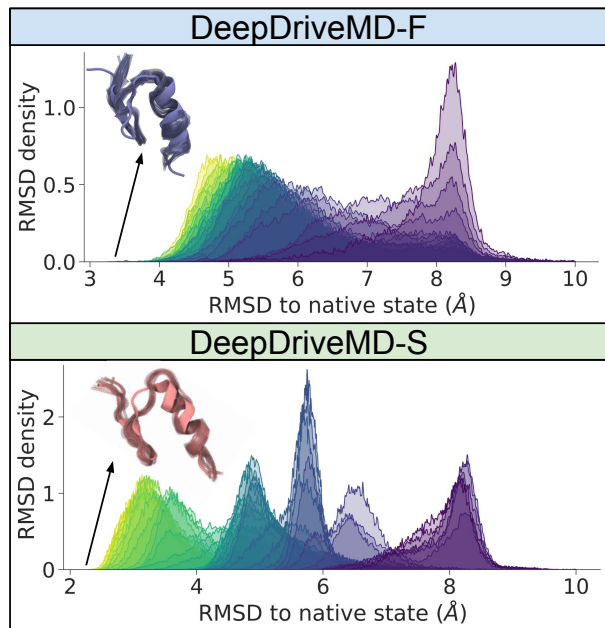 DeepDriveMD-F
RMSD density
1.0
0.5
0.0
3 4 5 6 7 8 9 10
RMSD to native state (Å)
DeepDriveMD-S
RMSD density
2
1
0
2 4 6 8 10
RMSD to native state (Å)